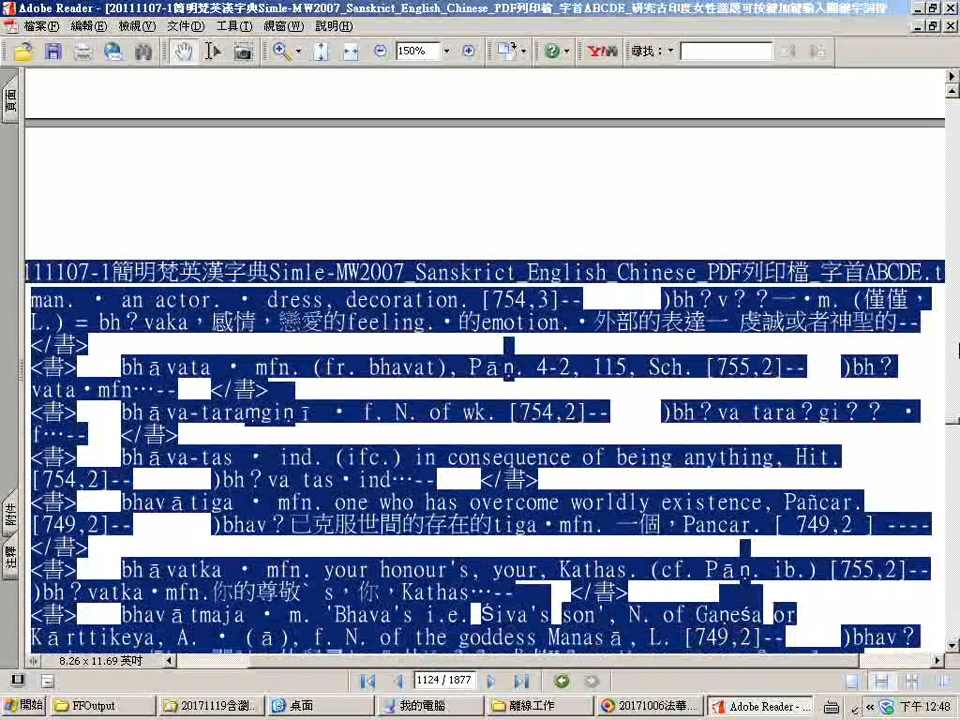 Adobe Reader - [20111107-1簡明梵英漢字典Simle-MW2007_Sanskrict_English_Chinese_PDF列印檔_字首ABCDE_研究古印度女性議題可按熱鍵輸入關鍵字詞搜
檔案(F) 編輯(E) 檢視(V) 文件(D) 工具(T) 視窗(W) 說明(H)
150% Y! 尋找:
頁面
111107-1簡明梵英漢字典Simle-MW2007_Sanskrict_English_Chinese_PDF列印檔_字首ABCDE.t
man. · an actor. · dress, decoration. [754,3]-- )bh?v??一·m. (僅僅,
L.) = bh?vaka,感情,戀愛的feeling.·的emotion.·外部的表達一 虔誠或者神聖的--
</書>
<書> bhāvata · mfn. (fr. bhavat), Pāṇ. 4-2, 115, Sch. [755,2]-- )bh?
vata·mfn…-- </書>
<書> bhāva-taraṃgiṇī · f. N. of wk. [754,2]-- )bh?va tara?gi?? ·
f…-- </書>
<書> bhāva-tas · ind. (ifc.) in consequence of being anything, Hit.
[754,2]-- )bh?va tas·ind…-- </書>
<書> bhavātiga · mfn. one who has overcome worldly existence, Pañcar.
[749,2]-- )bhav?已克服世間的存在的tiga·mfn. 一個,Pancar. [ 749,2 ] ----
</書>
<書> bhāvatka · mfn. your honour's, your, Kathas. (cf. Pāṇ. ib.) [755,2]--
)bh?vatka·mfn.你的尊敬` s,你,Kathas…-- </書>
<書> bhavātmaja · m. 'Bhava's i.e. Śiva's son', N. of Gaṇeśa or
Kārttikeya, A. · (ā), f. N. of the goddess Manasā, L. [749,2]-- )bhav?
附件
註釋
8.26 x 11.69 英吋
1124 / 1877
開始 FFOutput 20171119含瀏... 桌面 我的電腦 離線工作 20171006法華... Adobe Reader - [... 下午 12:48